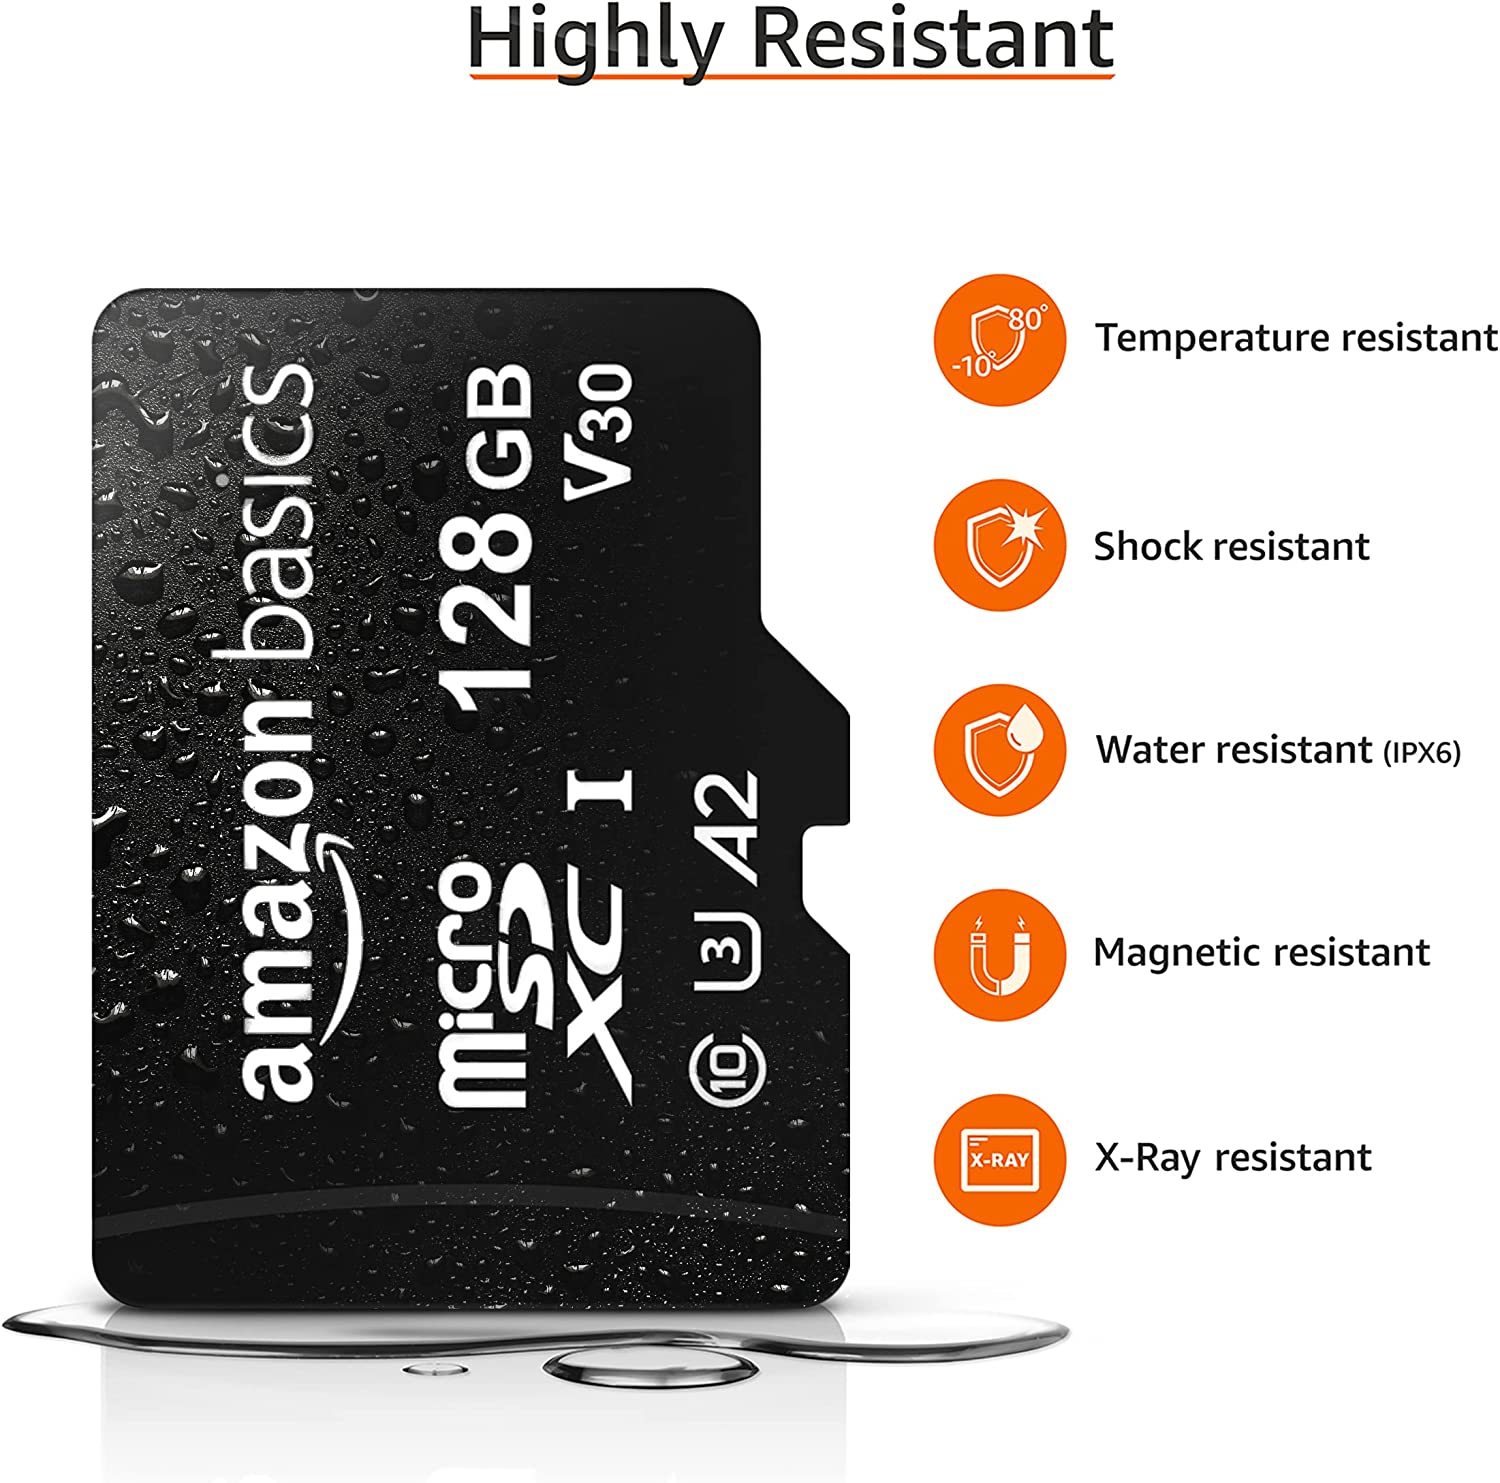 Highly Resistant
amazon basics
micro SD XC I
128 GB
V30
10 U3 A2
80°
-10°
Temperature resistant
Shock resistant
Water resistant (IPX6)
Magnetic resistant
X-RAY
X-Ray resistant